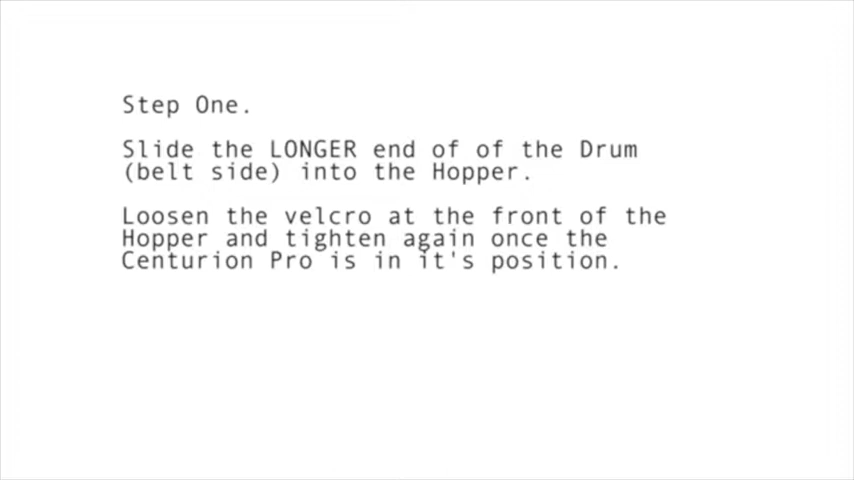 Step One.
Slide the LONGER end of of the Drum
(belt side) into the Hopper.
Loosen the velcro at the front of the
Hopper and tighten again once the
Centurion Pro is in it's position.